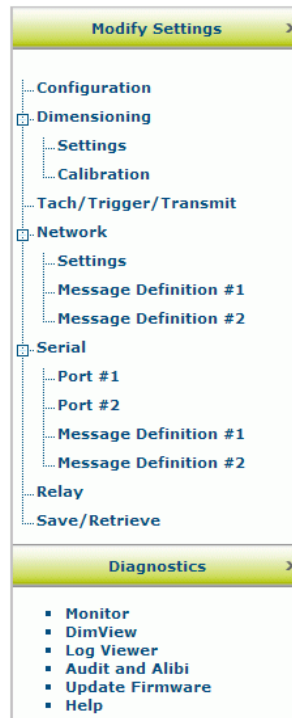 Modify Settings
Configuration
Dimensioning
Settings
Calibration
Tach/Trigger/Transmit
Network
Settings
Message Definition #1
Message Definition #2
Serial
Port #1
Port #2
Message Definition #1
Message Definition #2
Relay
Save/Retrieve
Diagnostics
Monitor
DimView
Log Viewer
Audit and Alibi
Update Firmware
Help